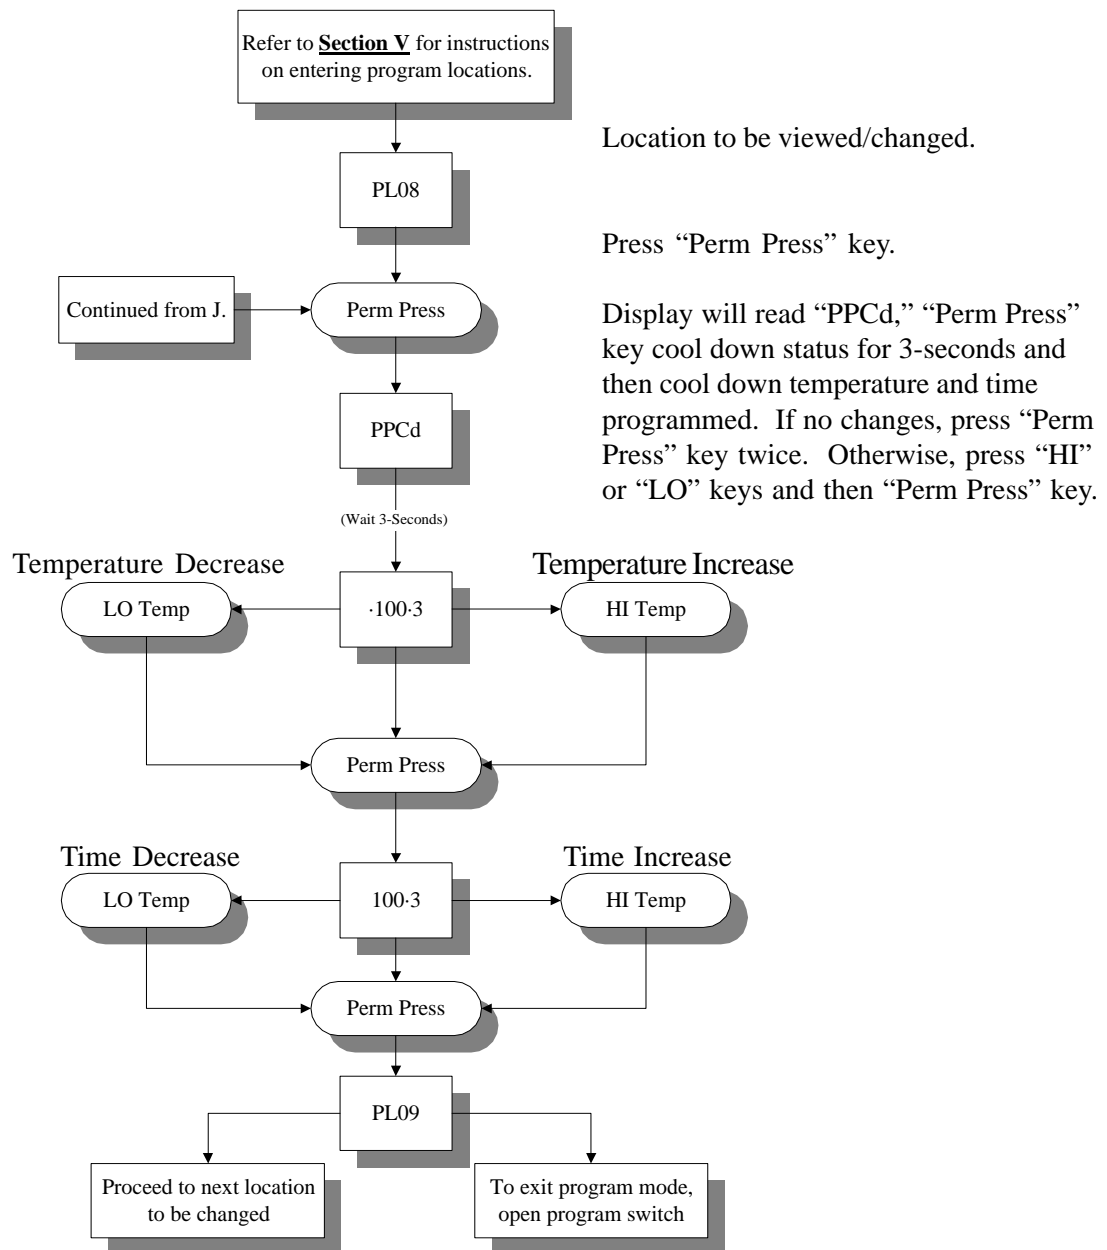 Refer to Section V for instructions
on entering program locations.
Location to be viewed/changed.
PL08
Press “Perm Press” key.
Continued from J.
Perm Press
Display will read “PPCd,” “Perm Press”
key cool down status for 3-seconds and
then cool down temperature and time
programmed. If no changes, press “Perm
Press” key twice. Otherwise, press “HI”
or “LO” keys and then “Perm Press” key.
PPCd
(Wait 3-Seconds)
Temperature Decrease
Temperature Increase
LO Temp
·100·3
HI Temp
Perm Press
Time Decrease
Time Increase
LO Temp
100·3
HI Temp
Perm Press
PL09
Proceed to next location
to be changed
To exit program mode,
open program switch